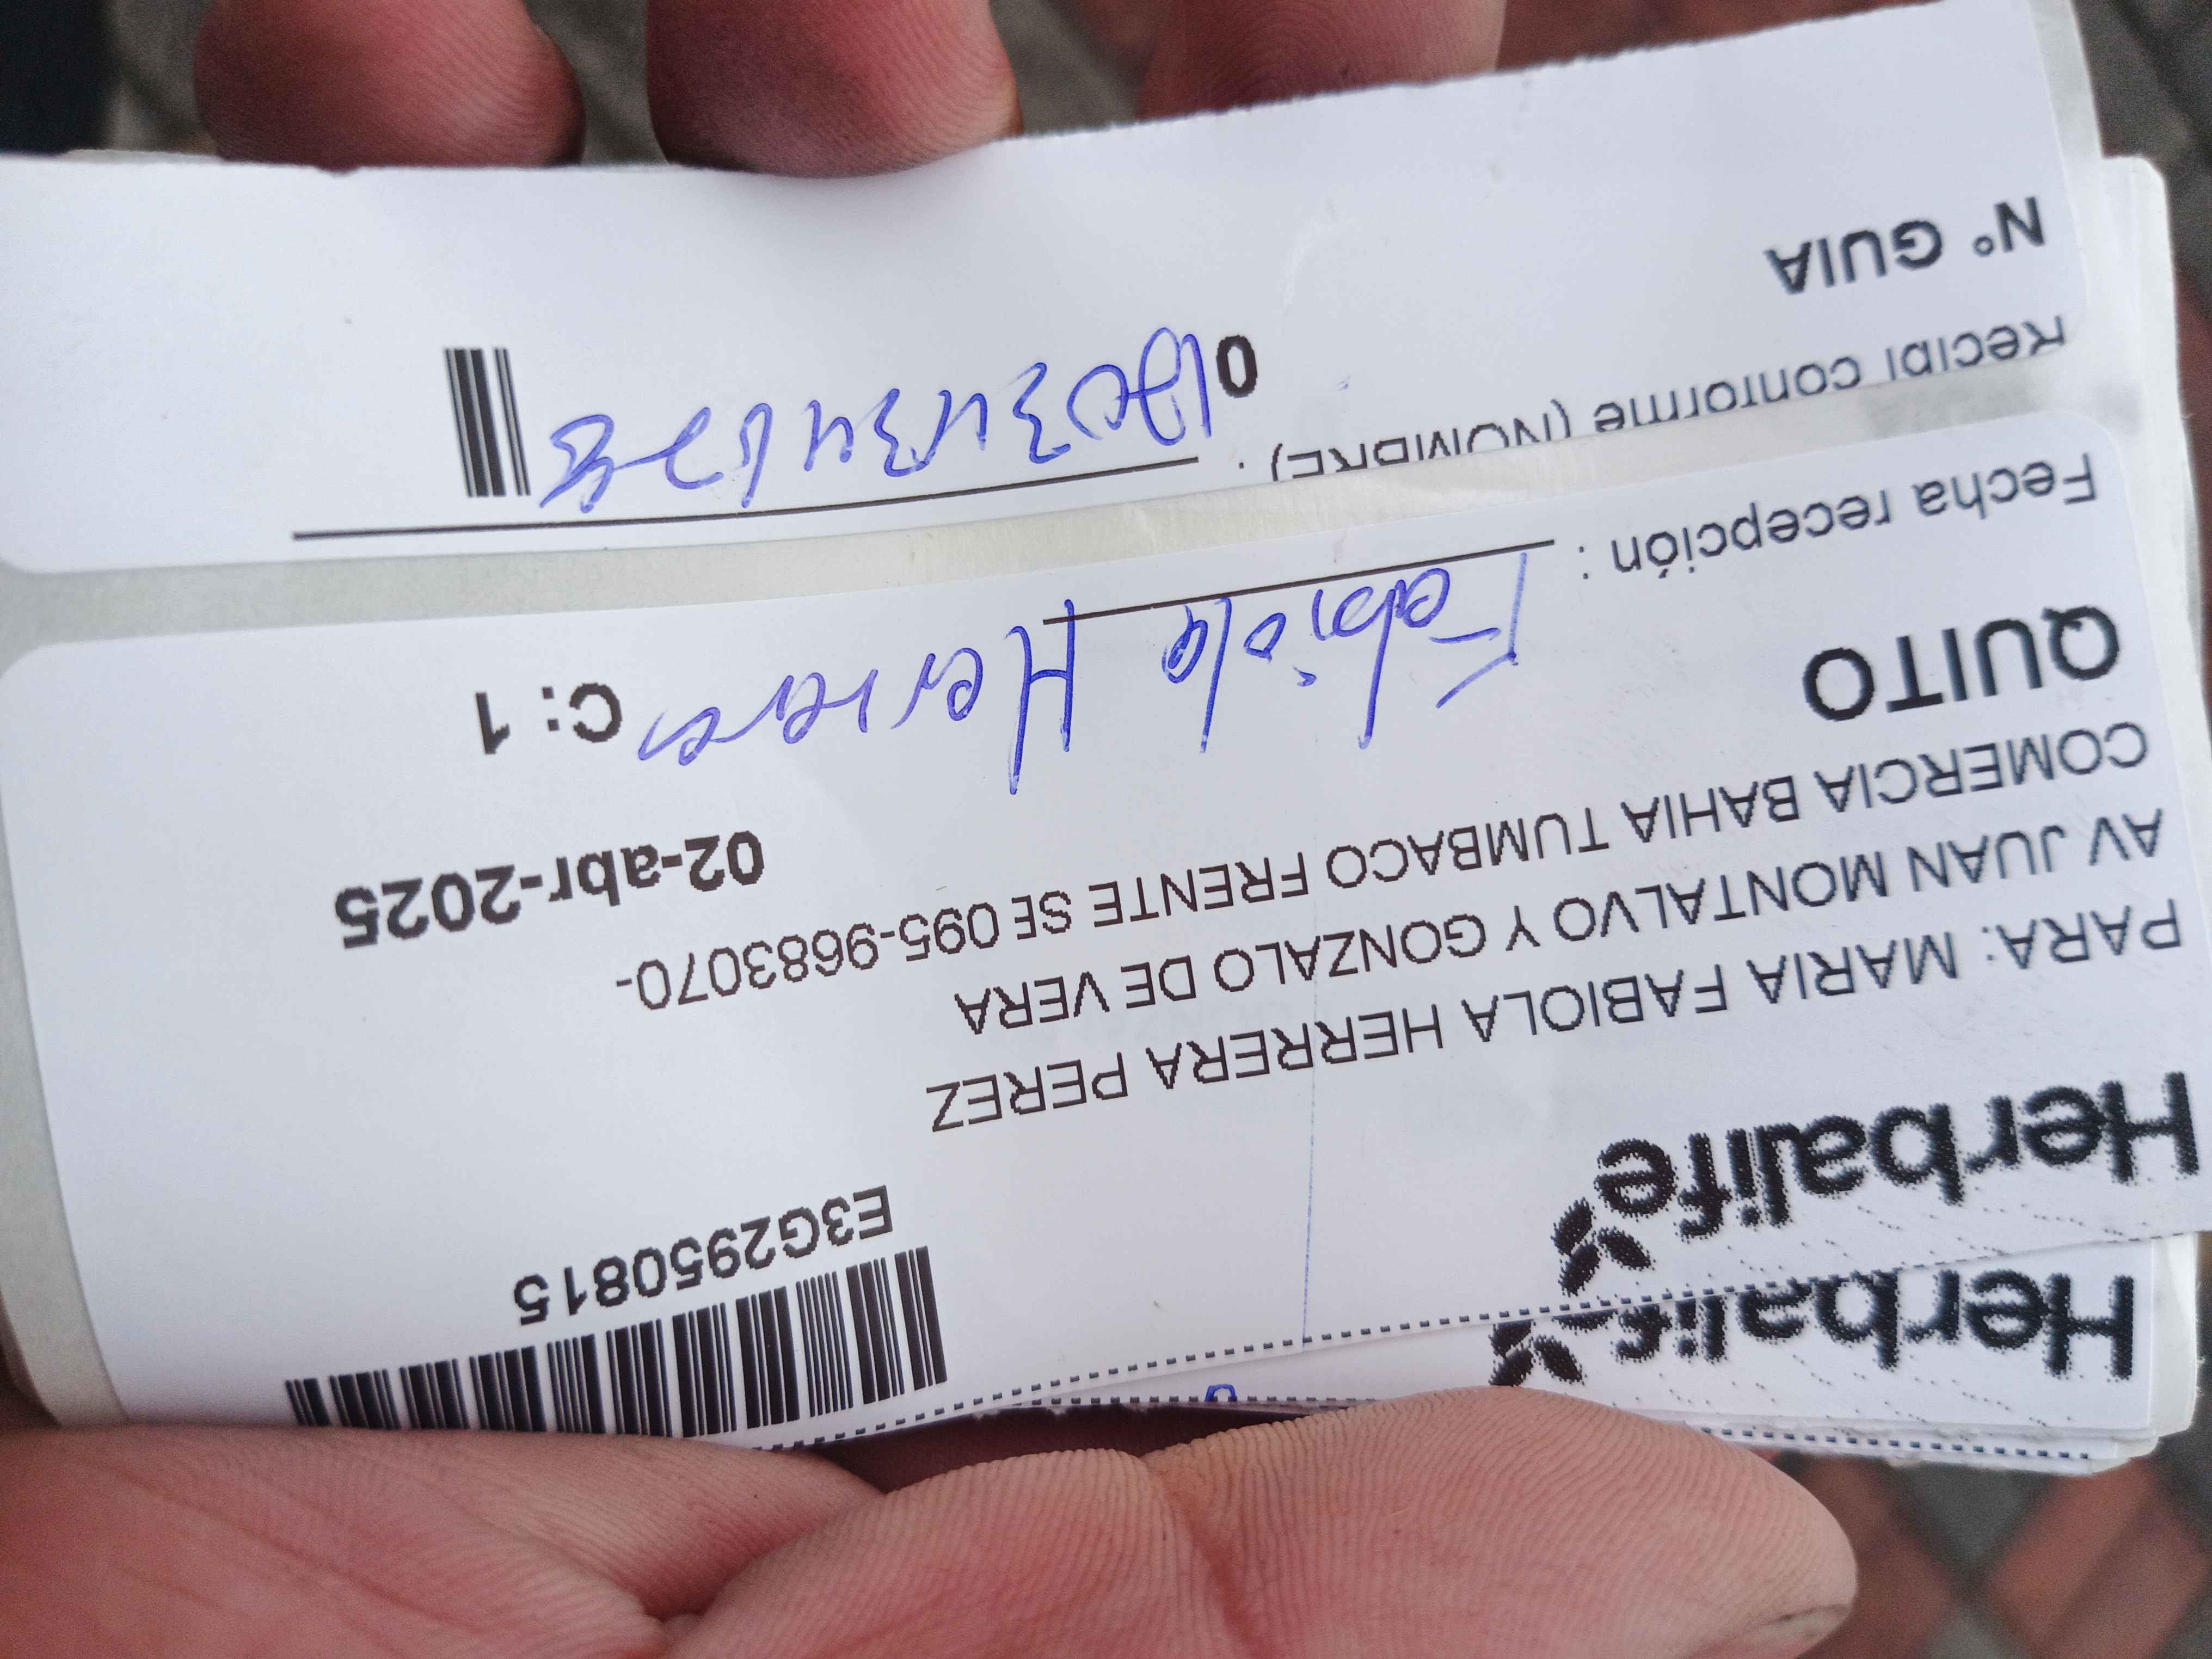 Herbalife
Herbalife
E3G2950815
PARA: MARIA FABIOLA HERRERA PEREZ
AV JUAN MONTALVO Y GONZALO DE VERA
COMERCIA BAHIA TUMBACO FRENTE SE 095-9683070-
QUITO
02-abr-2025
C: 1
Fabiola Herrera
Fecha recepción :
Recibi conforme (NOMBRE) :
N° GUIA
0